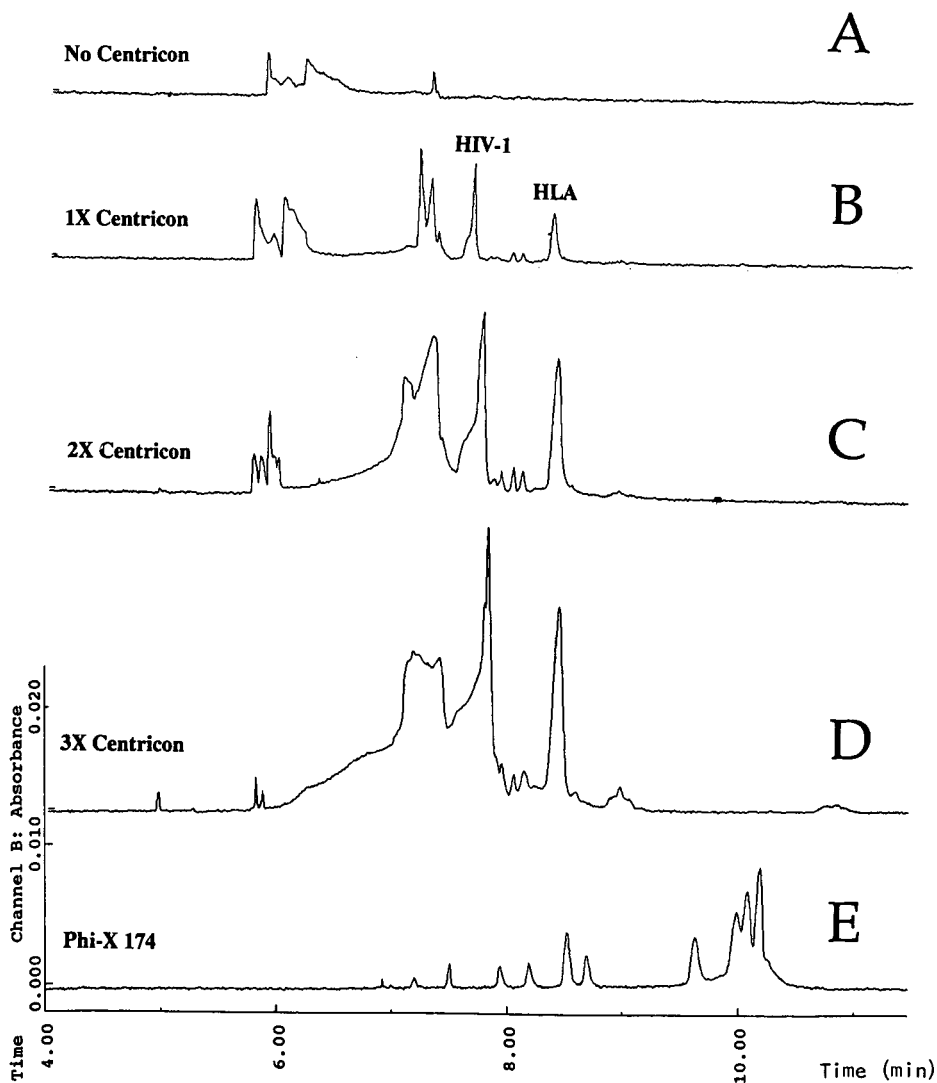 No Centricon
A
HIV-1
HLA
1X Centricon
B
2X Centricon
C
3X Centricon
D
Phi-X 174
E
Channel B: Absorbance
0.020
0.010
0.000
Time
4.00
6.00
8.00
10.00
Time (min)